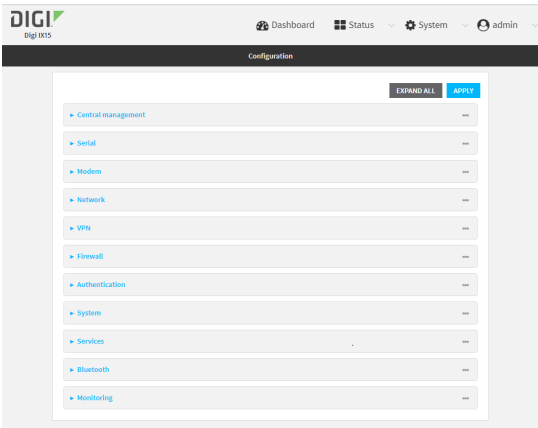 DIGI
Digi IX15
Dashboard
Status
System
admin
Configuration
EXPAND ALL
APPLY
Central management
Serial
Modem
Network
VPN
Firewall
Authentication
System
Services
Bluetooth
Monitoring